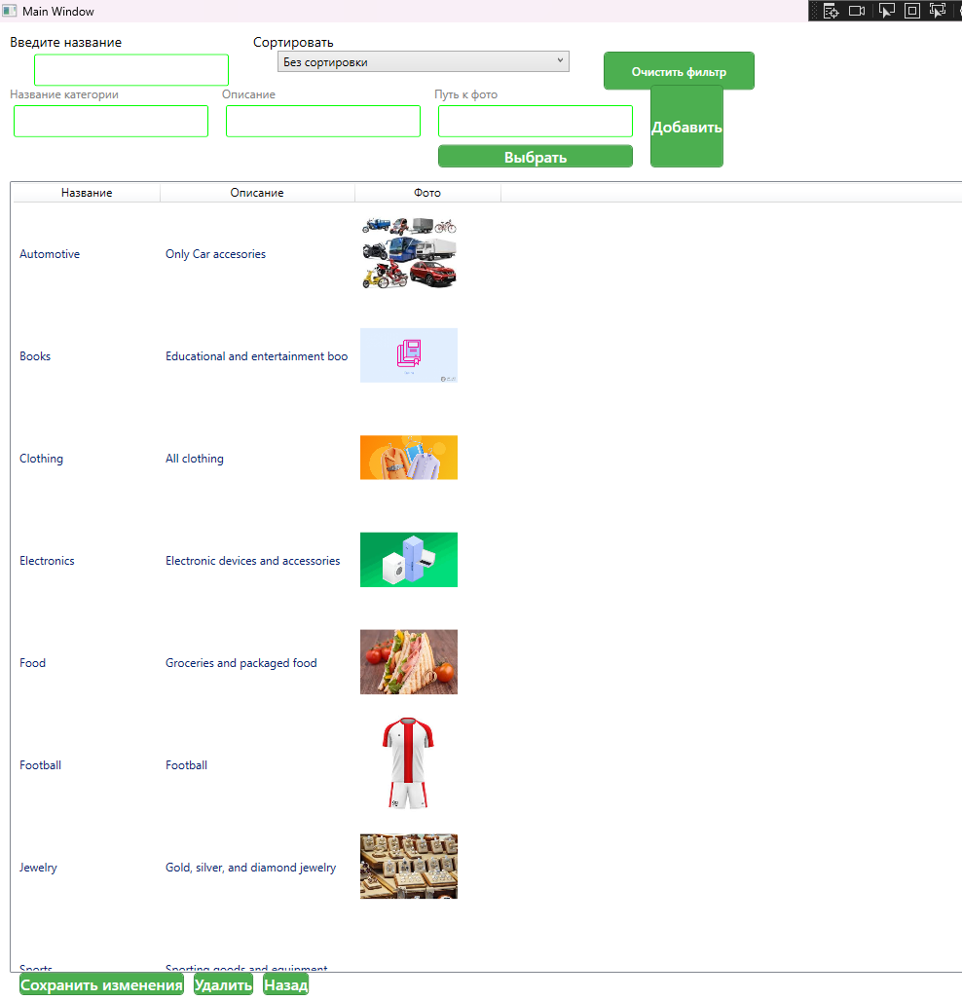 Main Window
Введите название
Сортировать
Без сортировки
Очистить фильтр
Название категории
Описание
Путь к фото
Добавить
Выбрать
Название Описание Фото
Automotive Only Car accesories
Books Educational and entertainment boo
Clothing All clothing
Electronics Electronic devices and accessories
Food Groceries and packaged food
Football Football
Jewelry Gold, silver, and diamond jewelry
Sports Sporting goods and equipment
Сохранить изменения Удалить Назад